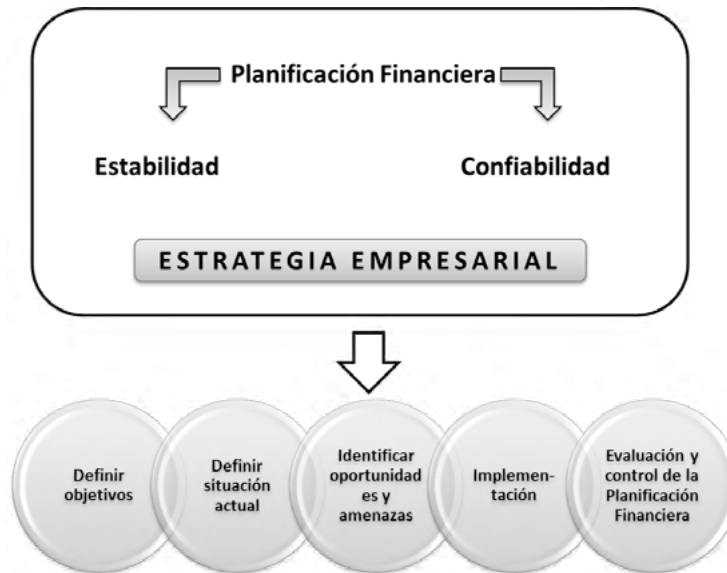 Planificación Financiera
Estabilidad
Confiabilidad
ESTRATEGIA EMPRESARIAL
Definir
objetivos
Definir
situación
actual
Identificar
oportunidad
es y
amenazas
Implemen-
tación
Evaluación y
control de la
Planificación
Financiera